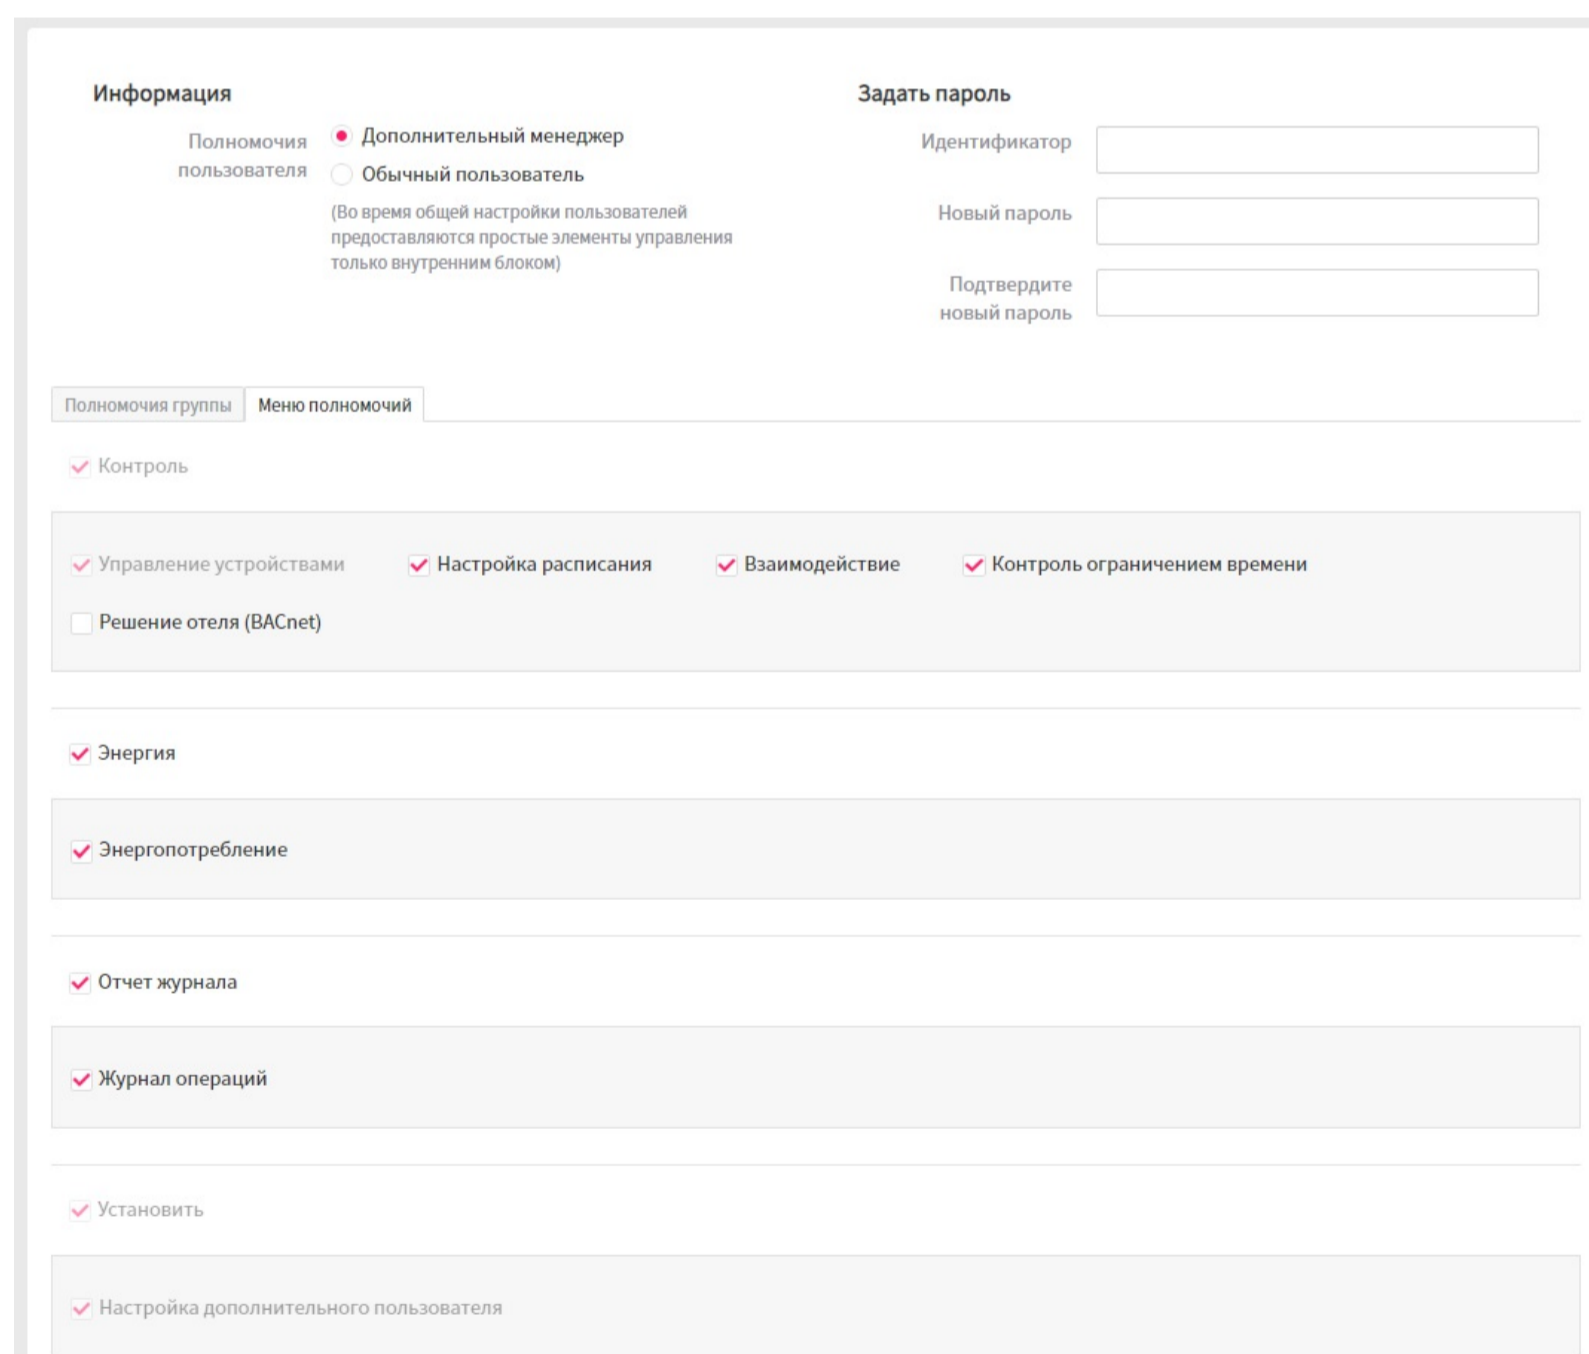 Информация
Полномочия
пользователя
Дополнительный менеджер
Обычный пользователь
(Во время общей настройки пользователей
предоставляются простые элементы управления
только внутренним блоком)
Задать пароль
Идентификатор
Новый пароль
Подтвердите
новый пароль
Полномочия группы Меню полномочий
Контроль
Управление устройствами Настройка расписания Взаимодействие Контроль ограничением времени
Решение отеля (BACnet)
Энергия
Энергопотребление
Отчет журнала
Журнал операций
Установить
Настройка дополнительного пользователя